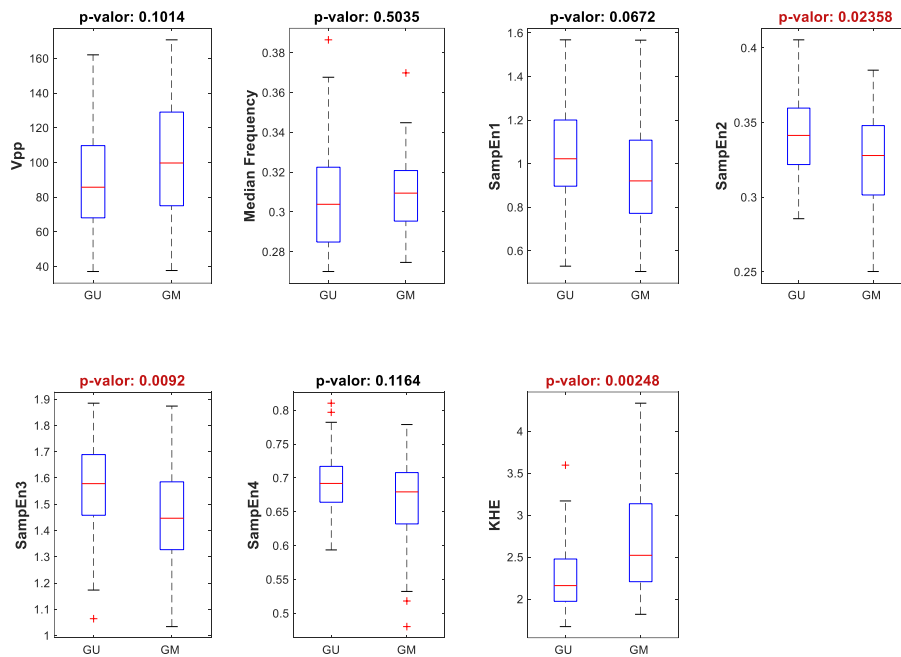 p-valor: 0.1014
Vpp
160
140
120
100
80
60
40
GU GM
p-valor: 0.5035
Median Frequency
0.38
0.36
0.34
0.32
0.3
0.28
GU GM
p-valor: 0.0672
SampEn1
1.6
1.4
1.2
1
0.8
0.6
GU GM
p-valor: 0.02358
SampEn2
0.4
0.35
0.3
0.25
GU GM
p-valor: 0.0092
SampEn3
1.9
1.8
1.7
1.6
1.5
1.4
1.3
1.2
1.1
1
GU GM
p-valor: 0.1164
SampEn4
0.8
0.75
0.7
0.65
0.6
0.55
0.5
GU GM
p-valor: 0.00248
KHE
4
3.5
3
2.5
2
GU GM